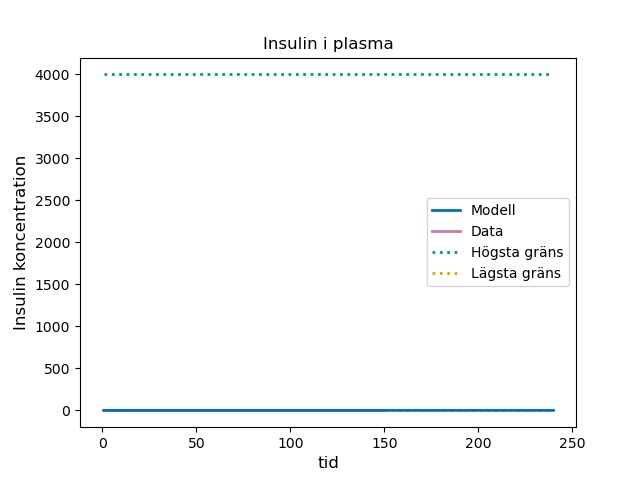 Insulin i plasma
4000
3500
3000
2500
2000
1500
1000
500
0
Insulin koncentration
Modell
Data
Högsta gräns
Lägsta gräns
0 50 100 150 200 250
tid